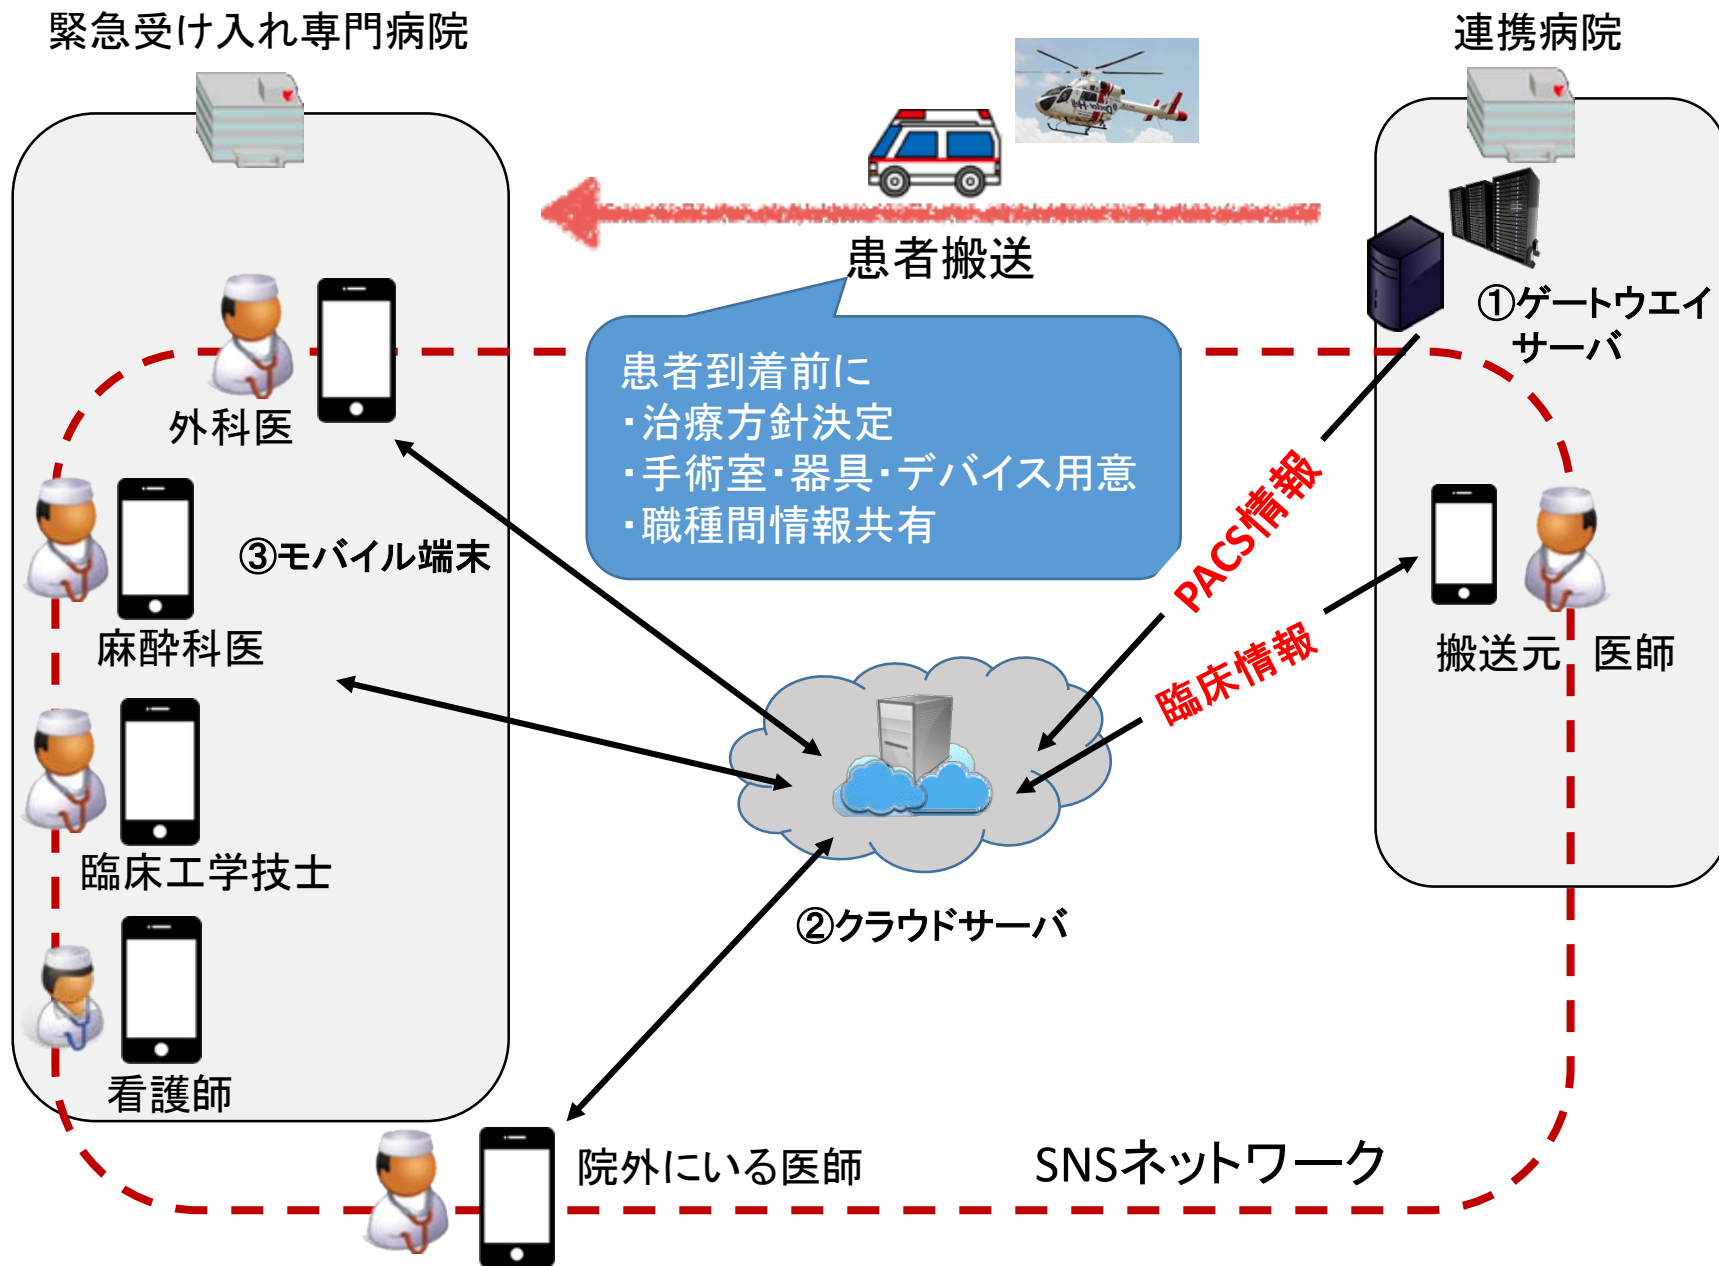 緊急受け入れ専門病院
連携病院
患者搬送
①ゲートウエイ
サーバ
患者到着前に
・治療方針決定
・手術室・器具・デバイス用意
・職種間情報共有
外科医
③モバイル端末
麻酔科医
臨床工学技士
看護師
PACS情報
臨床情報
搬送元 医師
②クラウドサーバ
院外にいる医師
SNSネットワーク